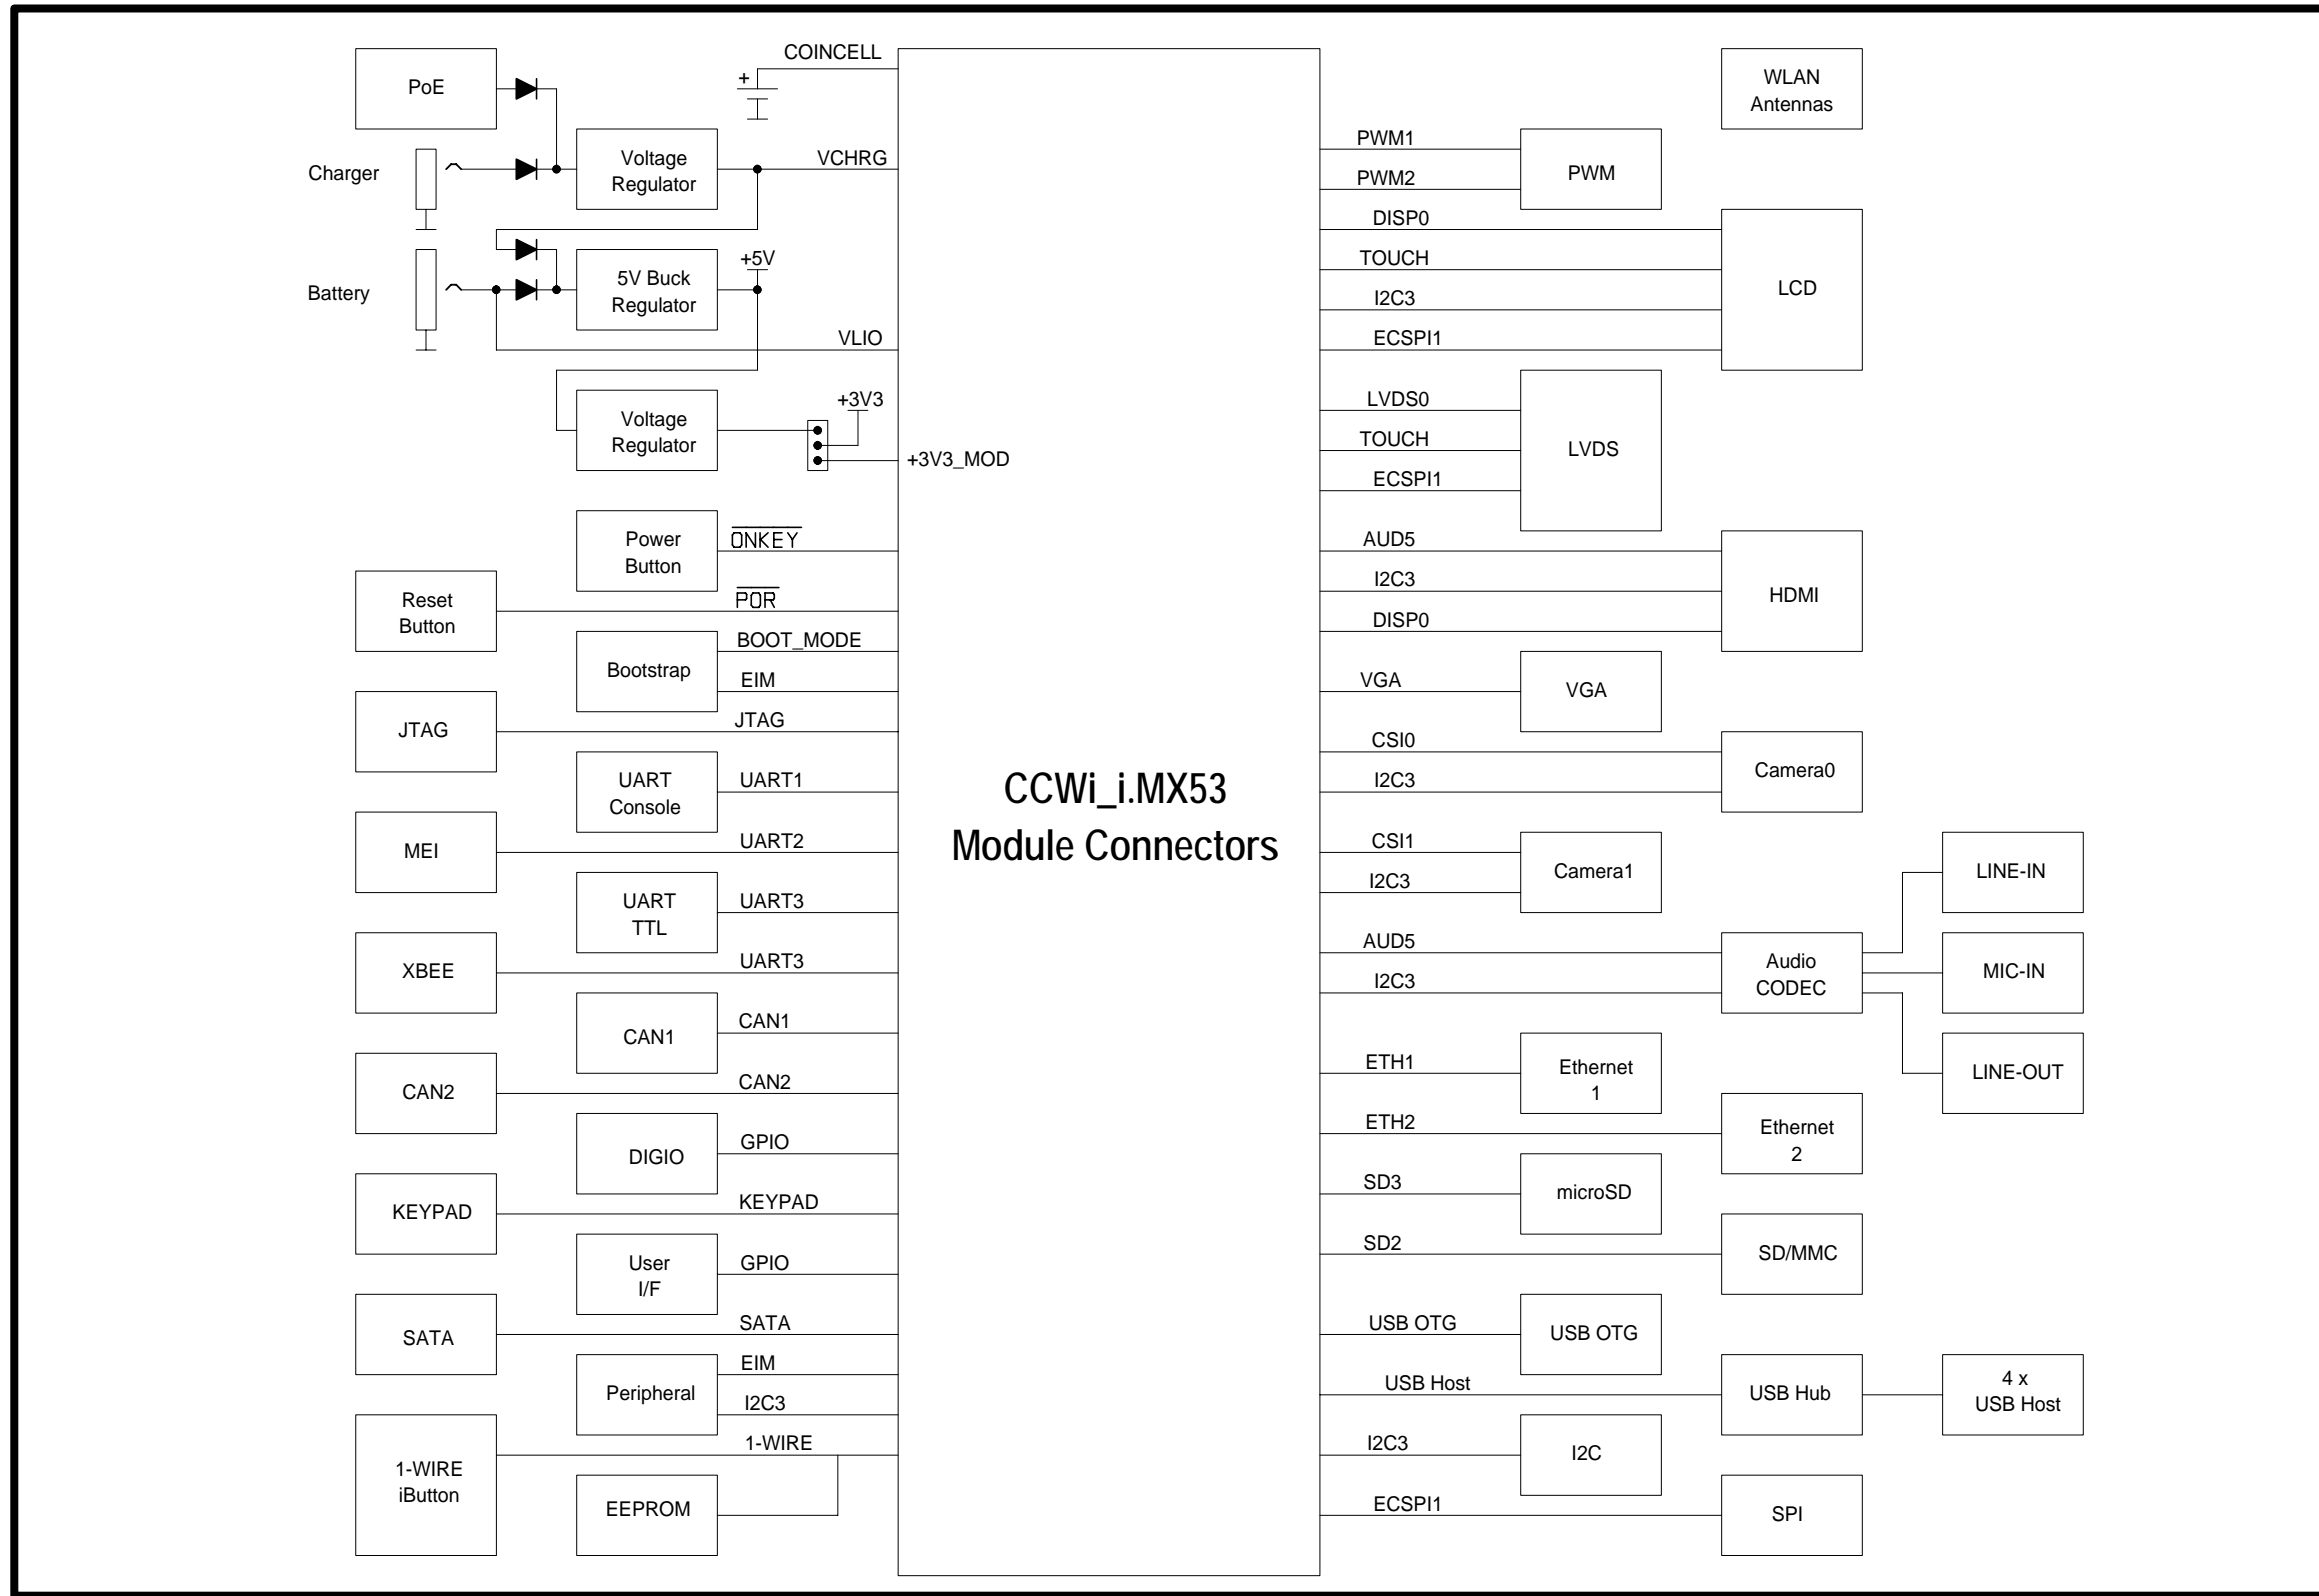 COINCELL
PoE
+
Charger
Voltage
Regulator
VCHRG
Battery
5V Buck
Regulator
+5V
VLIO
Voltage
Regulator
+3V3
+3V3_MOD
Power
Button
ONKEY
Reset
Button
POR
Bootstrap
BOOT_MODE
EIM
JTAG
JTAG
UART
Console
UART1
MEI
UART2
UART
TTL
UART3
XBEE
UART3
CAN1
CAN1
CAN2
CAN2
DIGIO
GPIO
KEYPAD
KEYPAD
User
I/F
GPIO
SATA
SATA
Peripheral
EIM
I2C3
1-WIRE
iButton
1-WIRE
EEPROM
CCWi_i.MX53
Module Connectors
WLAN
Antennas
PWM1
PWM2
PWM
DISP0
TOUCH
I2C3
ECSPI1
LCD
LVDS0
TOUCH
ECSPI1
LVDS
AUD5
I2C3
DISP0
HDMI
VGA
VGA
CSI0
I2C3
Camera0
CSI1
I2C3
Camera1
AUD5
I2C3
Audio
CODEC
LINE-IN
MIC-IN
LINE-OUT
ETH1
Ethernet
1
ETH2
Ethernet
2
SD3
microSD
SD2
SD/MMC
USB OTG
USB OTG
USB Host
USB Hub
4 x
USB Host
I2C3
I2C
ECSPI1
SPI